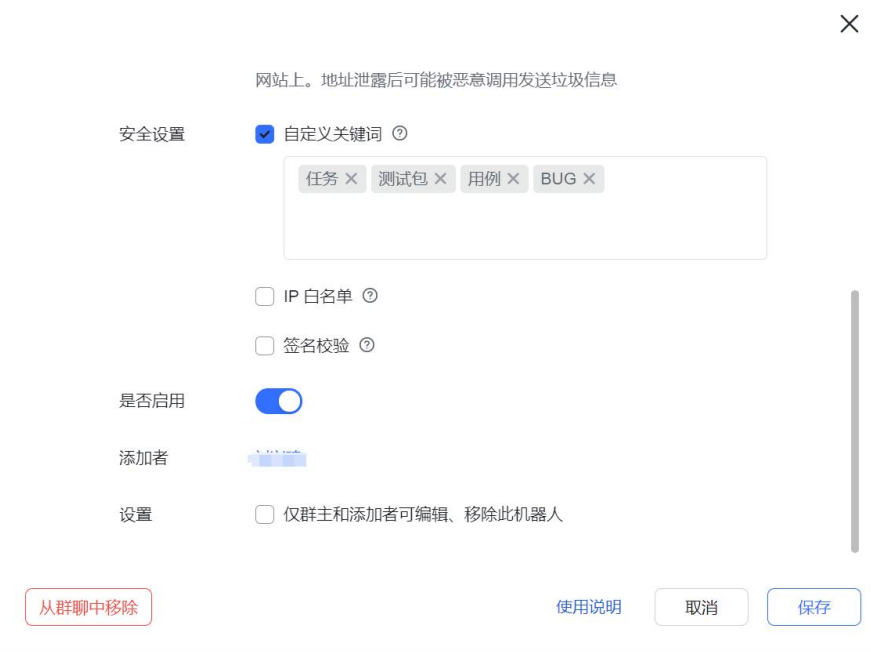 网站上。地址泄露后可能被恶意调用发送垃圾信息
安全设置 自定义关键词
任务 测试包 用例 BUG
IP 白名单
签名校验
是否启用
添加者
设置 仅群主和添加者可编辑、移除此机器人
从群聊中移除 使用说明 取消 保存